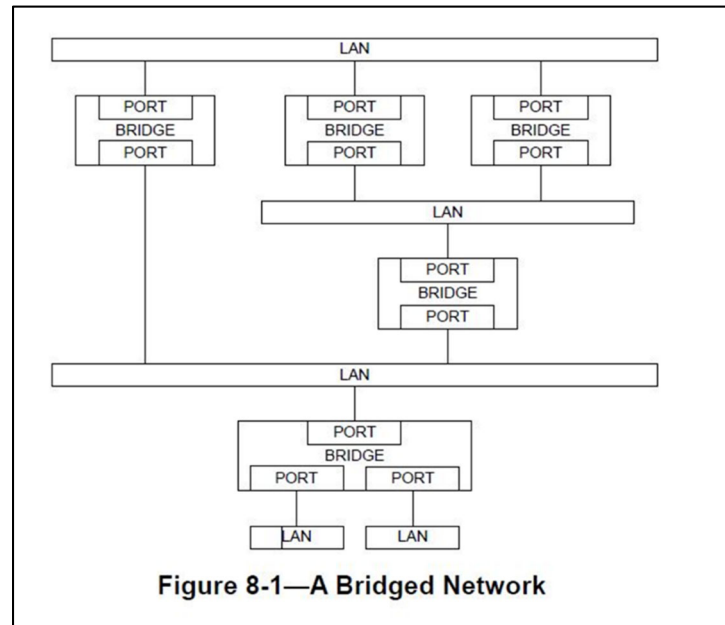 LAN
PORT PORT PORT
BRIDGE BRIDGE BRIDGE
PORT PORT PORT
LAN
PORT
BRIDGE
PORT
LAN
PORT
BRIDGE
PORT PORT
LAN LAN
Figure 8-1—A Bridged Network